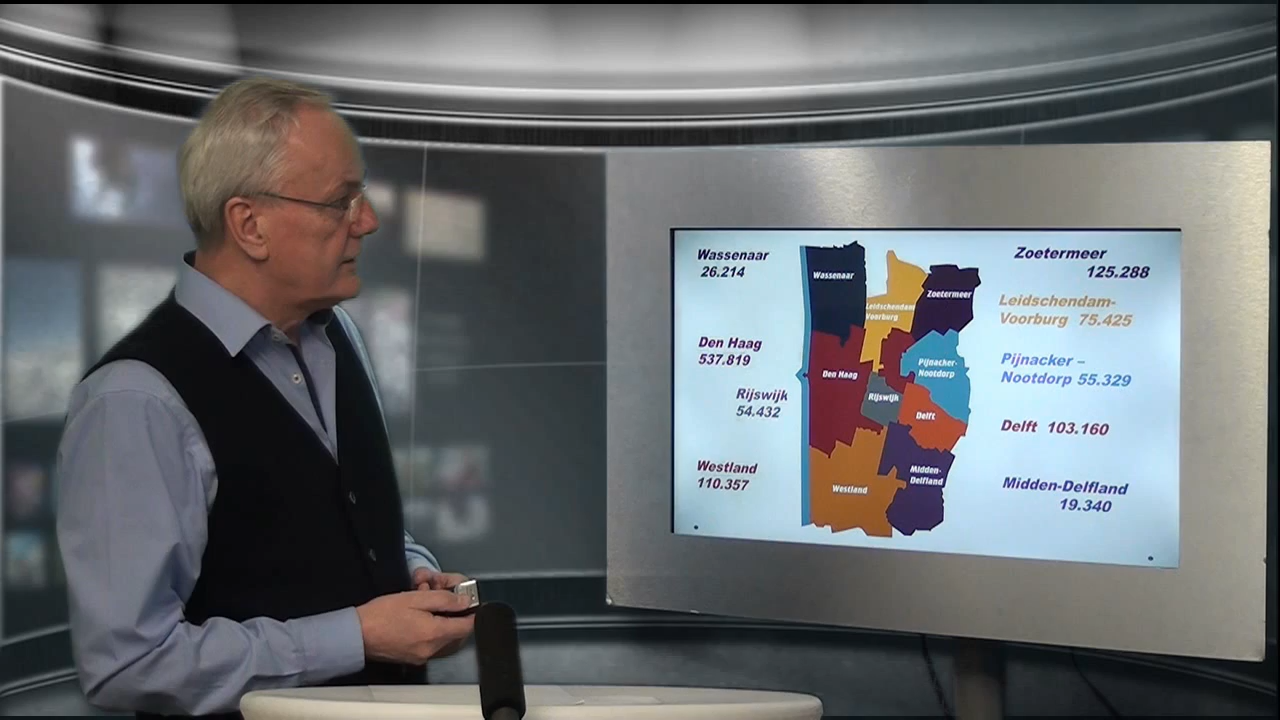 Wassenaar
26.214
Den Haag
537.819
Rijswijk
54.432
Westland
110.357
Wassenaar
Leidschendam
Voorburg
Zoetermeer
Pijnacker-
Nootdorp
Den Haag
Rijswijk
Delft
Midden-
Delfland
Westland
Zoetermeer
125.288
Leidschendam-
Voorburg 75.425
Pijnacker –
Nootdorp 55.329
Delft 103.160
Midden-Delfland
19.340